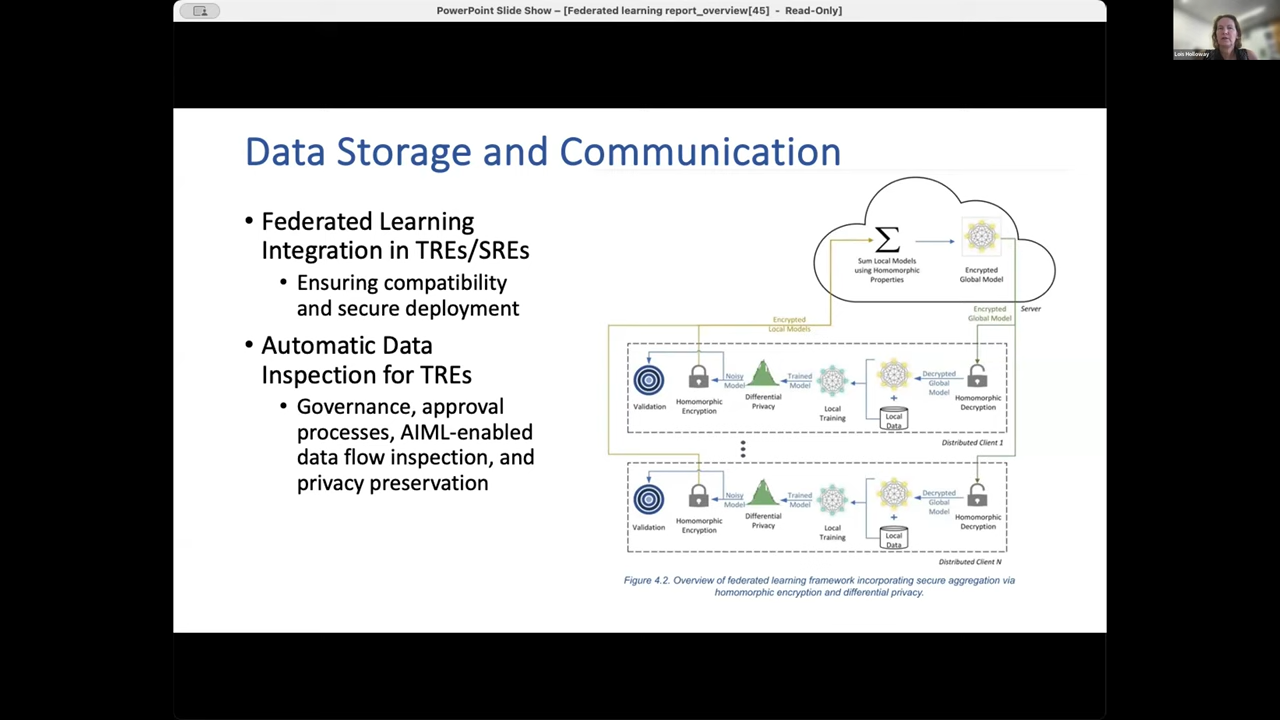 PowerPoint Slide Show – [Federated learning report_overview[45] - Read-Only]
Lois Holloway
Data Storage and Communication
• Federated Learning
Integration in TREs/SREs
• Ensuring compatibility
and secure deployment
• Automatic Data
Inspection for TREs
• Governance, approval
processes, AIML-enabled
data flow inspection, and
privacy preservation
Σ
Sum Local Models
using Homomorphic
Properties
Encrypted
Global Model
Server
Encrypted
Local Models
Encrypted
Global Model
Validation
Homomorphic
Encryption
Noisy
Model
Differential
Privacy
Trained
Model
Local
Training
+
Local
Data
Decrypted
Global
Model
Homomorphic
Decryption
Distributed Client 1
Validation
Homomorphic
Encryption
Noisy
Model
Differential
Privacy
Trained
Model
Local
Training
+
Local
Data
Decrypted
Global
Model
Homomorphic
Decryption
Distributed Client N
Figure 4.2. Overview of federated learning framework incorporating secure aggregation via
homomorphic encryption and differential privacy.